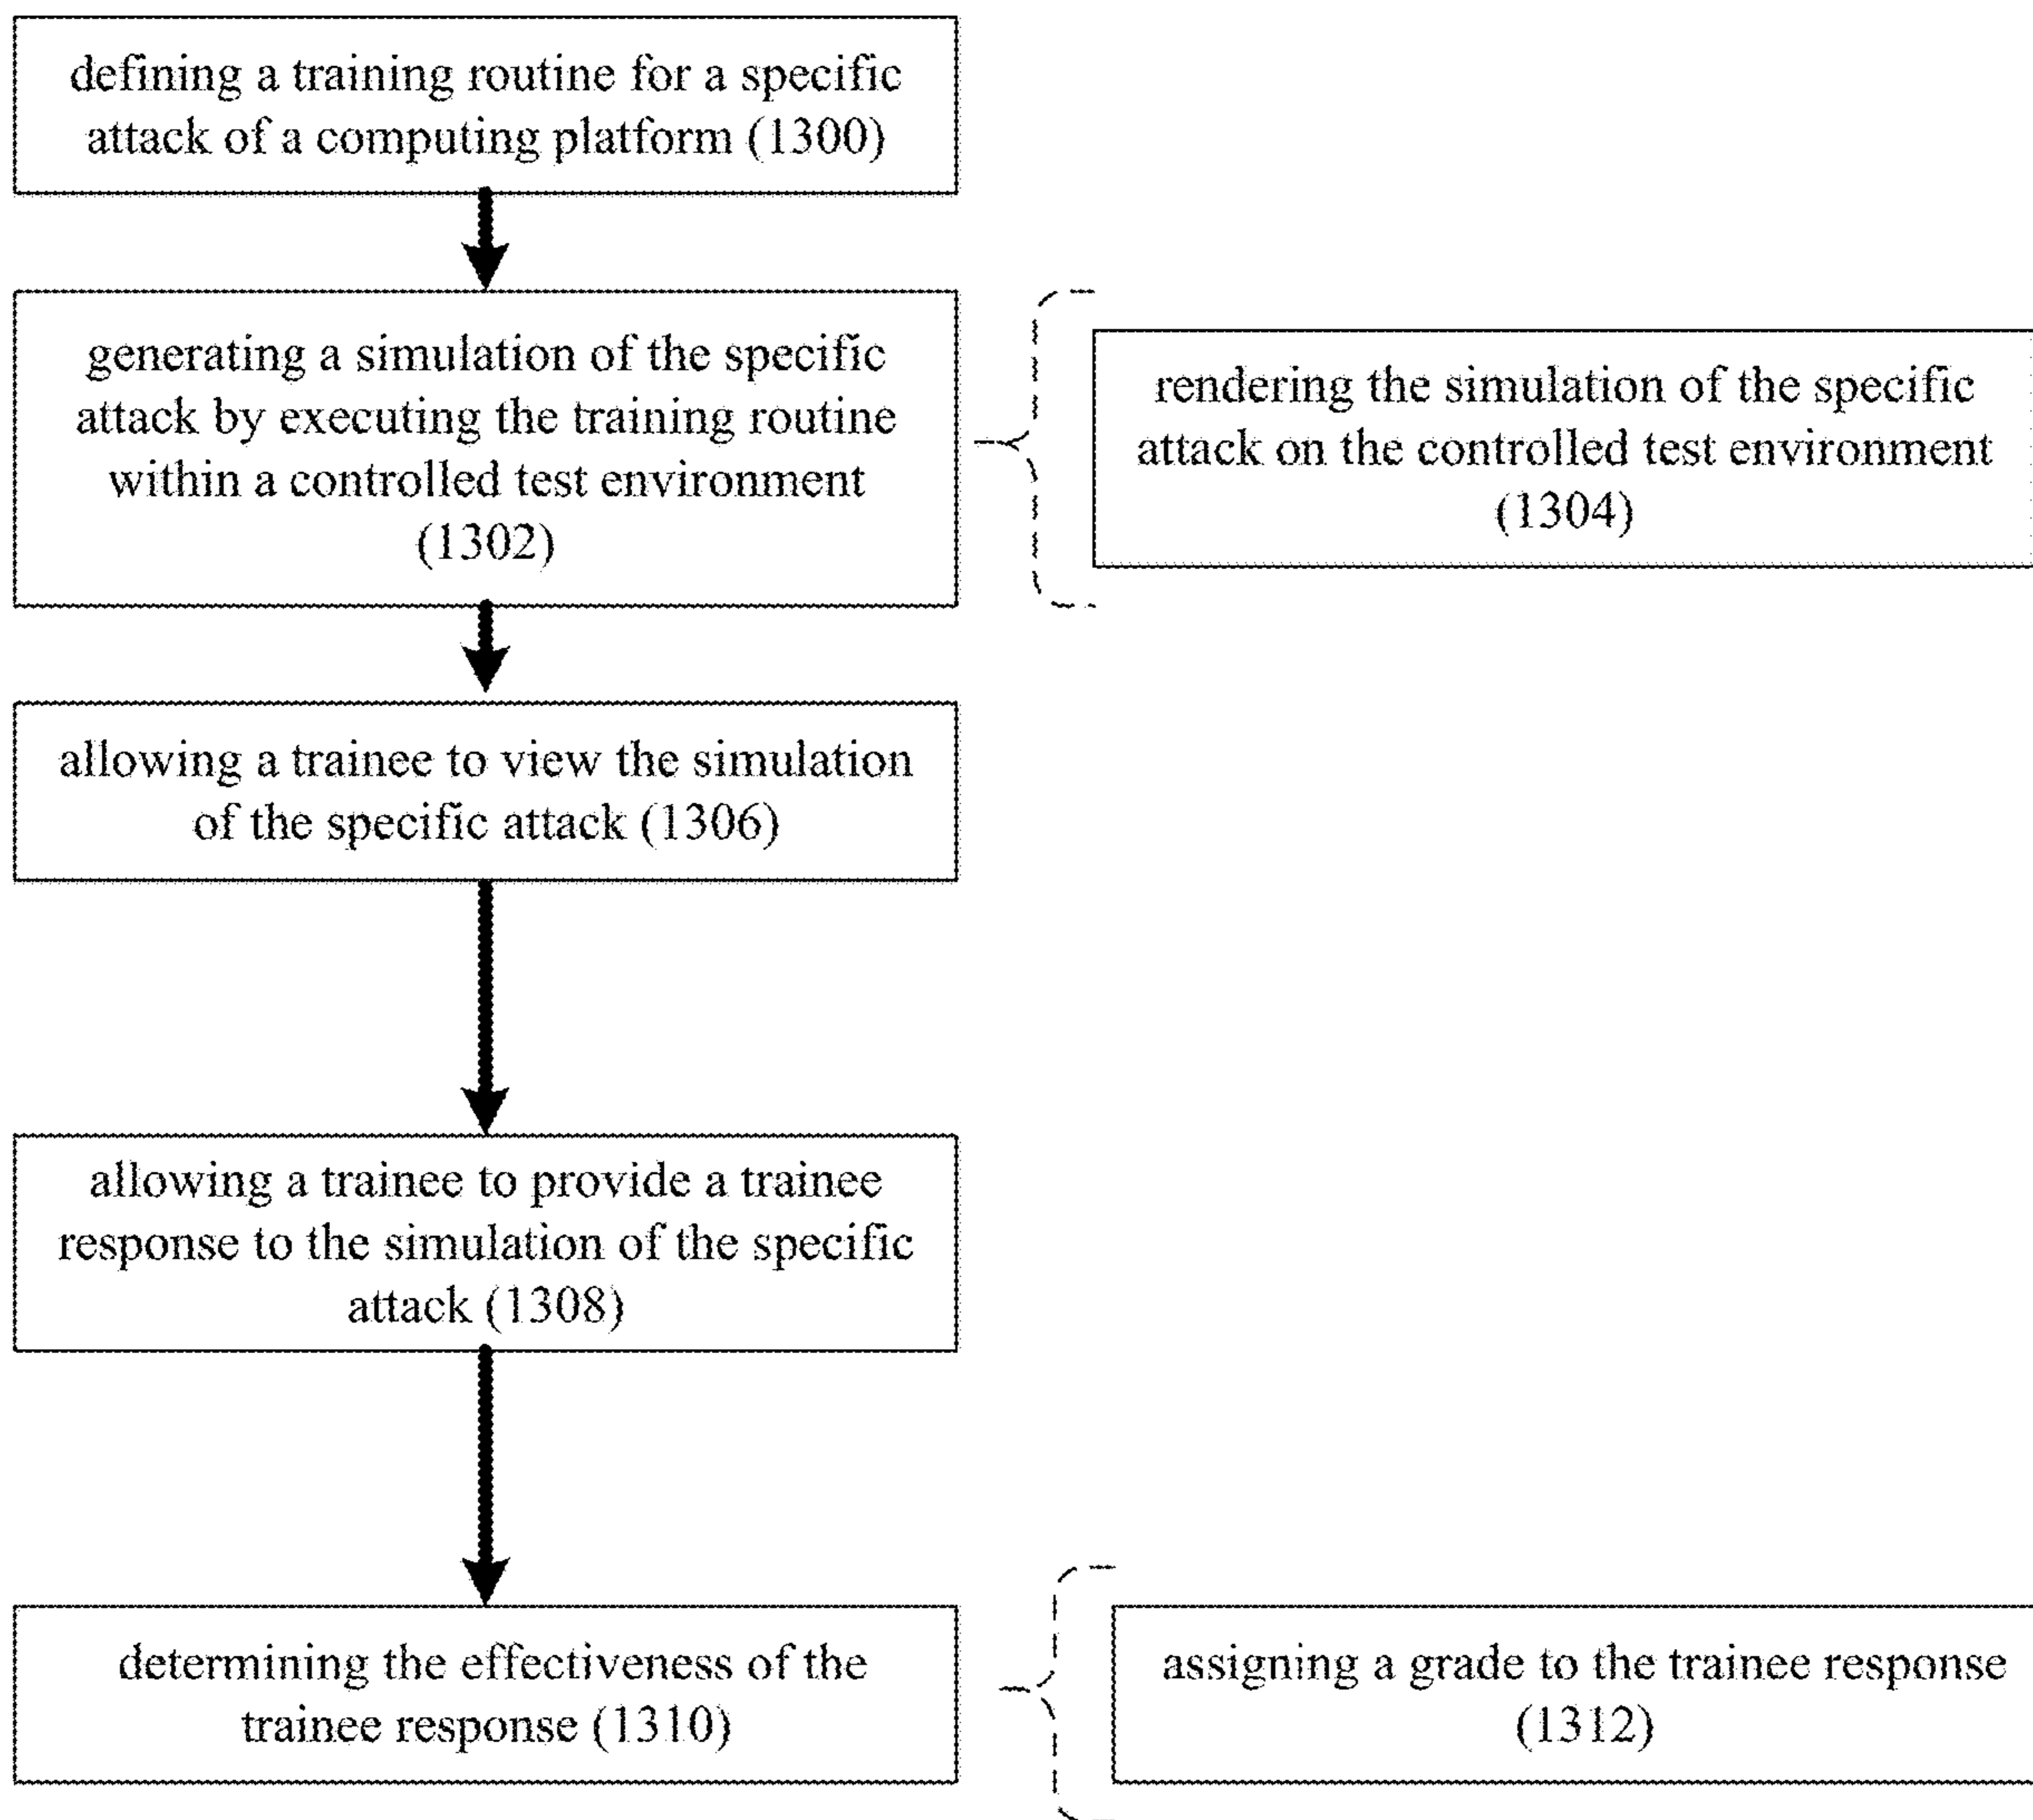 defining a training routine for a specific
attack of a computing platform (1300)
generating a simulation of the specific
attack by executing the training routine
within a controlled test environment
(1302)
rendering the simulation of the specific
attack on the controlled test environment
(1304)
allowing a trainee to view the simulation
of the specific attack (1306)
allowing a trainee to provide a trainee
response to the simulation of the specific
attack (1308)
determining the effectiveness of the
trainee response (1310)
assigning a grade to the trainee response
(1312)